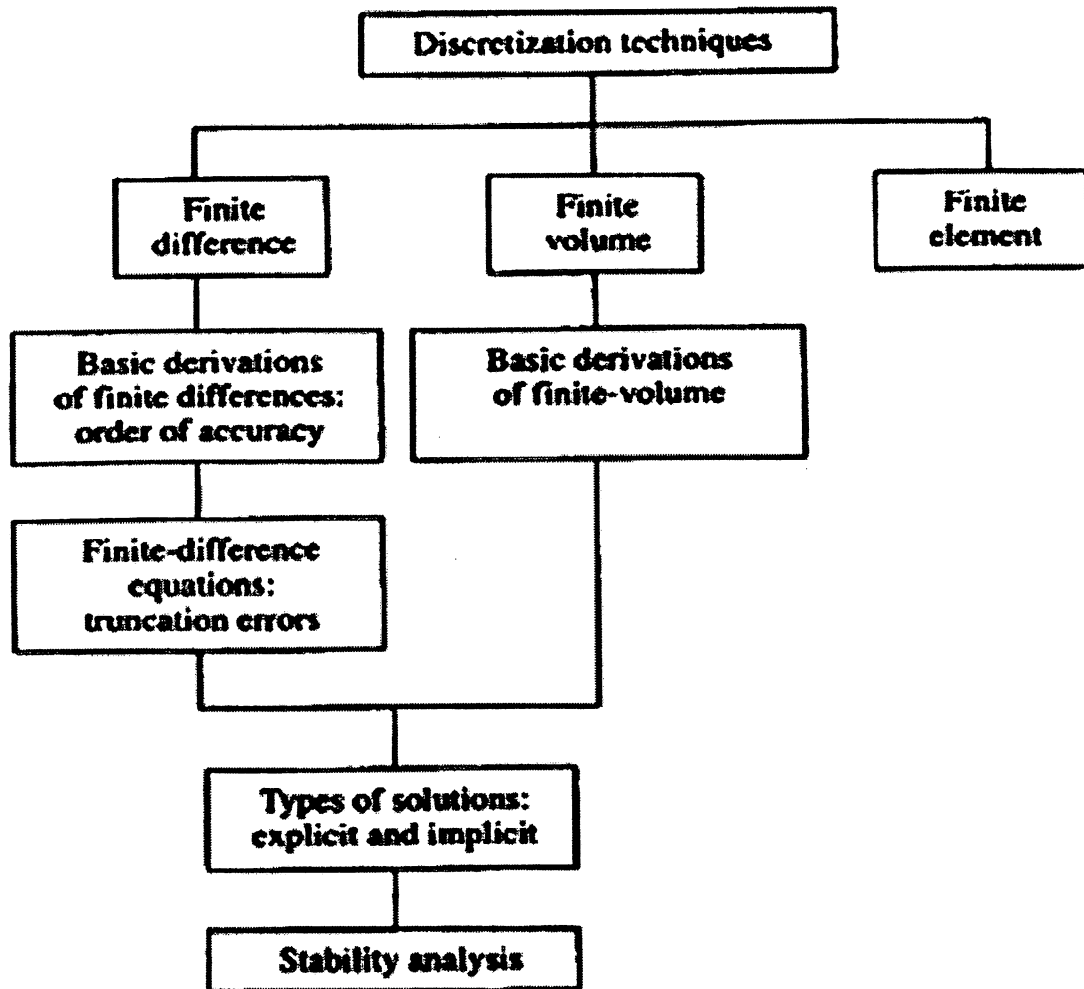 Discretization techniques
Finite
difference
Finite
volume
Finite
element
Basic derivations
of finite differences:
order of accuracy
Basic derivations
of finite-volume
Finite-difference
equations:
truncation errors
Types of solutions:
explicit and implicit
Stability analysis